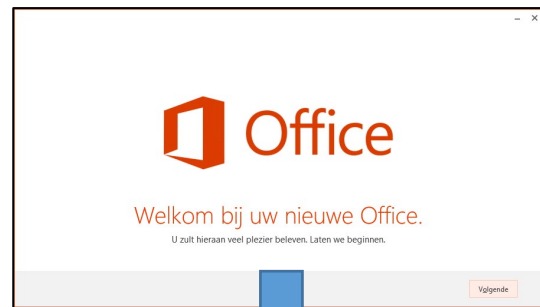 Office
Welkom bij uw nieuwe Office.
U zult hieraan veel plezier beleven. Laten we beginnen.
Volgende